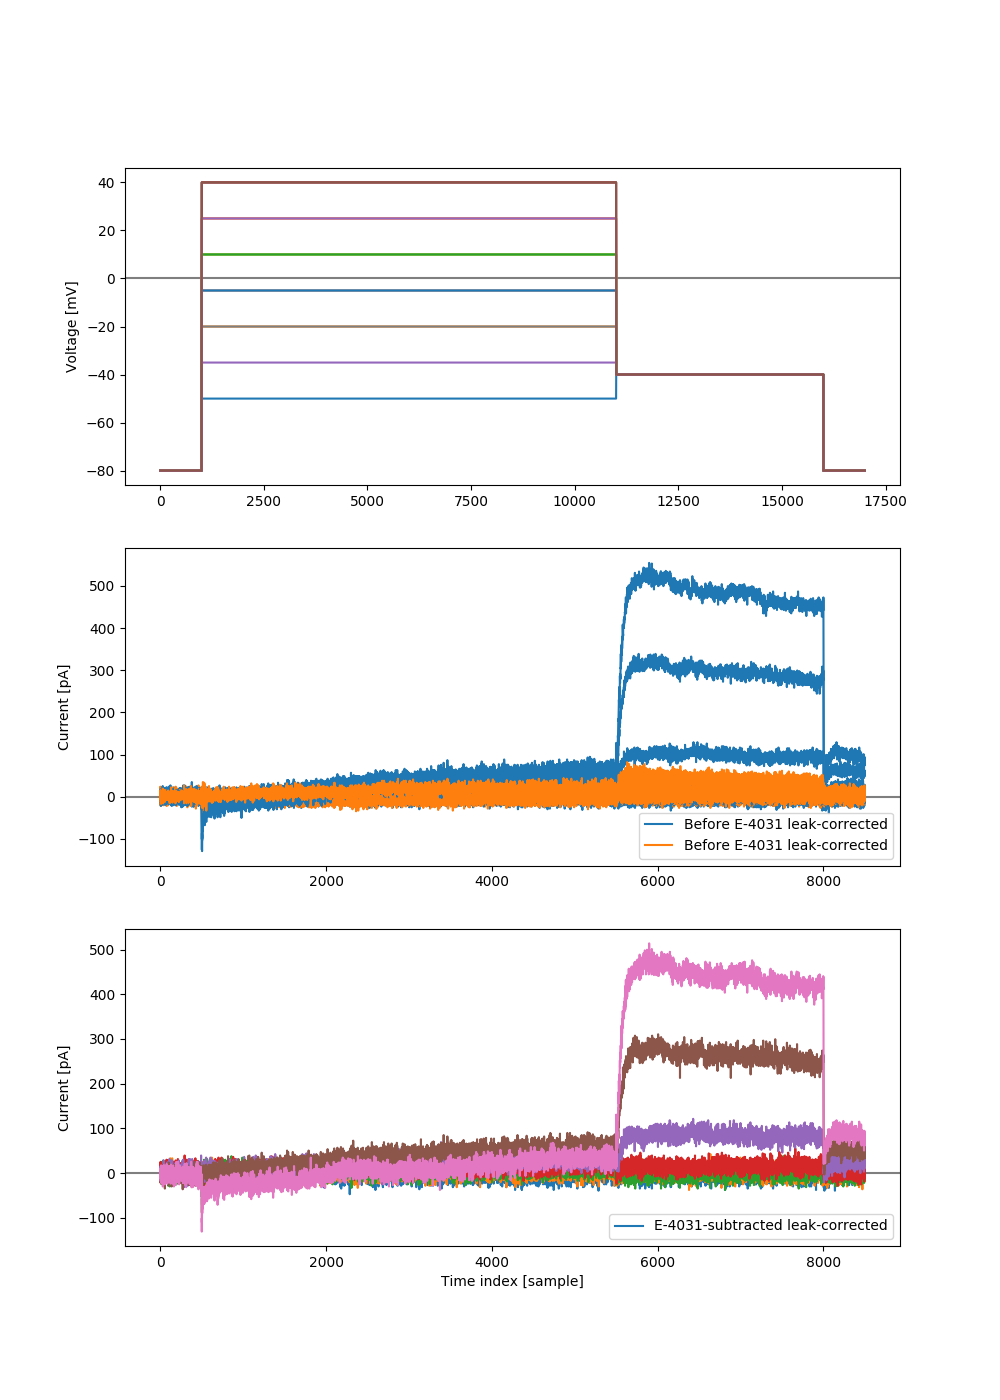 40
20
0
−20
−40
−60
−80
Voltage [mV]
0 2500 5000 7500 10000 12500 15000 17500
500
400
300
200
100
0
−100
Current [pA]
Before E-4031 leak-corrected
Before E-4031 leak-corrected
0 2000 4000 6000 8000
500
400
300
200
100
0
−100
Current [pA]
E-4031-subtracted leak-corrected
0 2000 4000 6000 8000
Time index [sample]